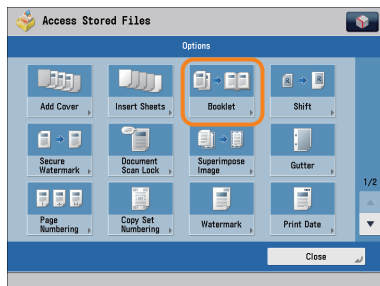 Access Stored Files
Options
Add Cover
Insert Sheets
Booklet
Shift
Secure
Watermark
Document
Scan Lock
Superimpose
Image
Gutter
Page
Numbering
Copy Set
Numbering
Watermark
Print Date
1/2
Close